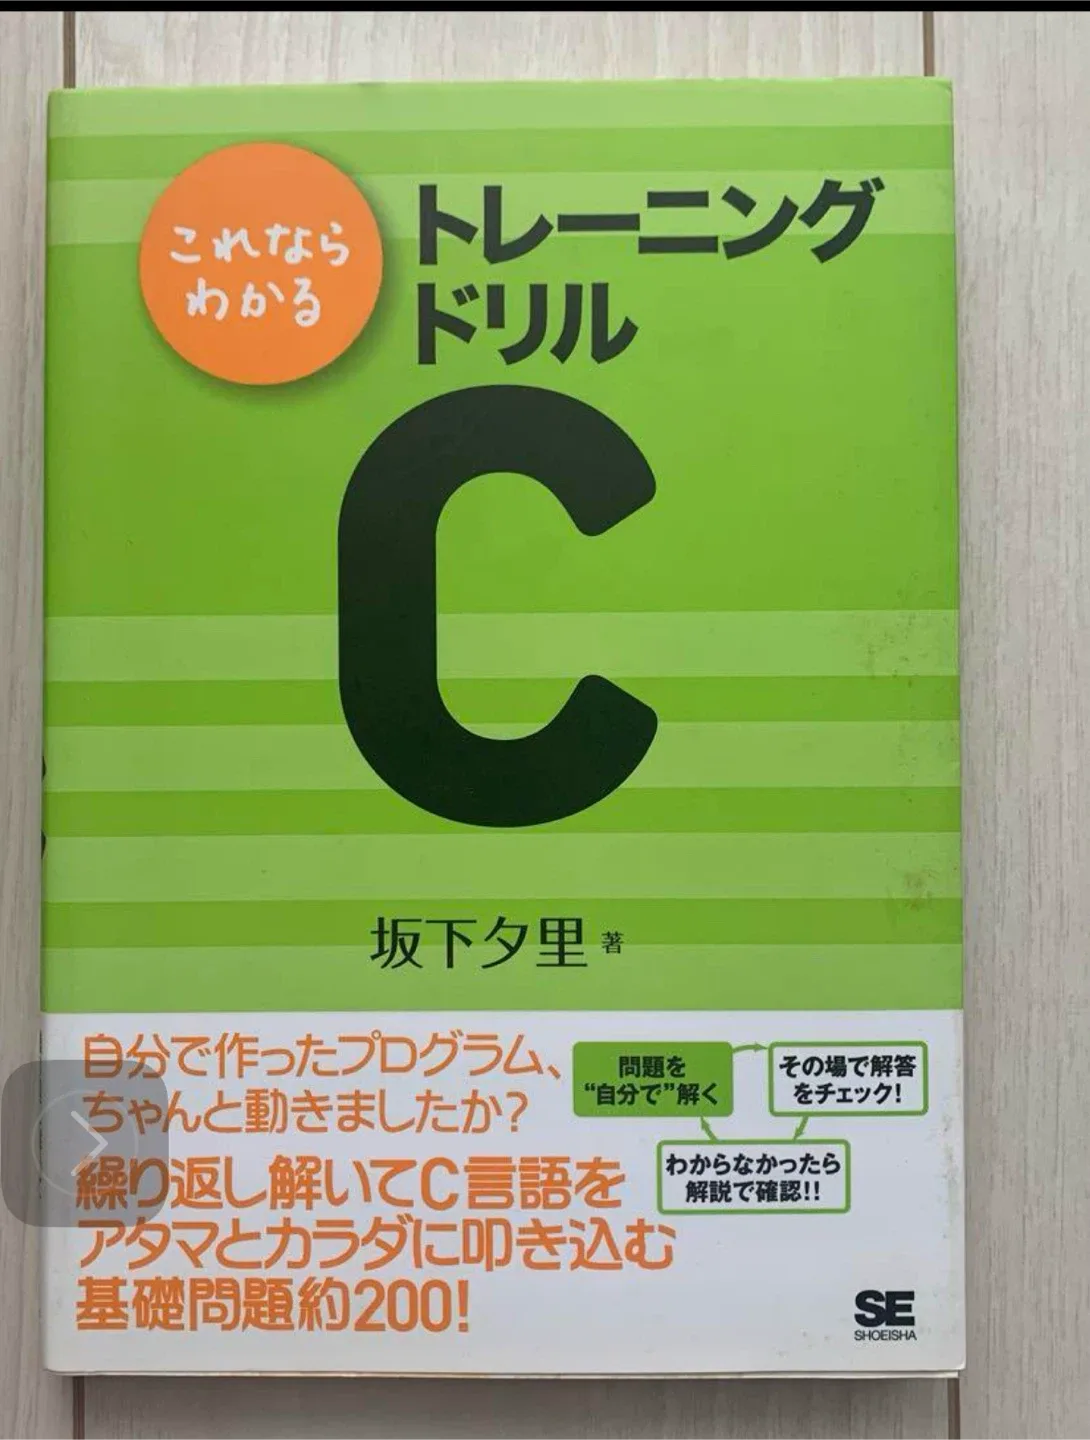 これなら
わかる
トレーニング
ドリル
C
坂下夕里 著
自分で作ったプログラム、
ちゃんと動きましたか?
繰り返し解いてC言語を
アタマとカラダに叩き込む
基礎問題約200!
問題を
“自分で”解く
その場で解答
をチェック!
わからなかったら
解説で確認!!
SE
SHOEISHA